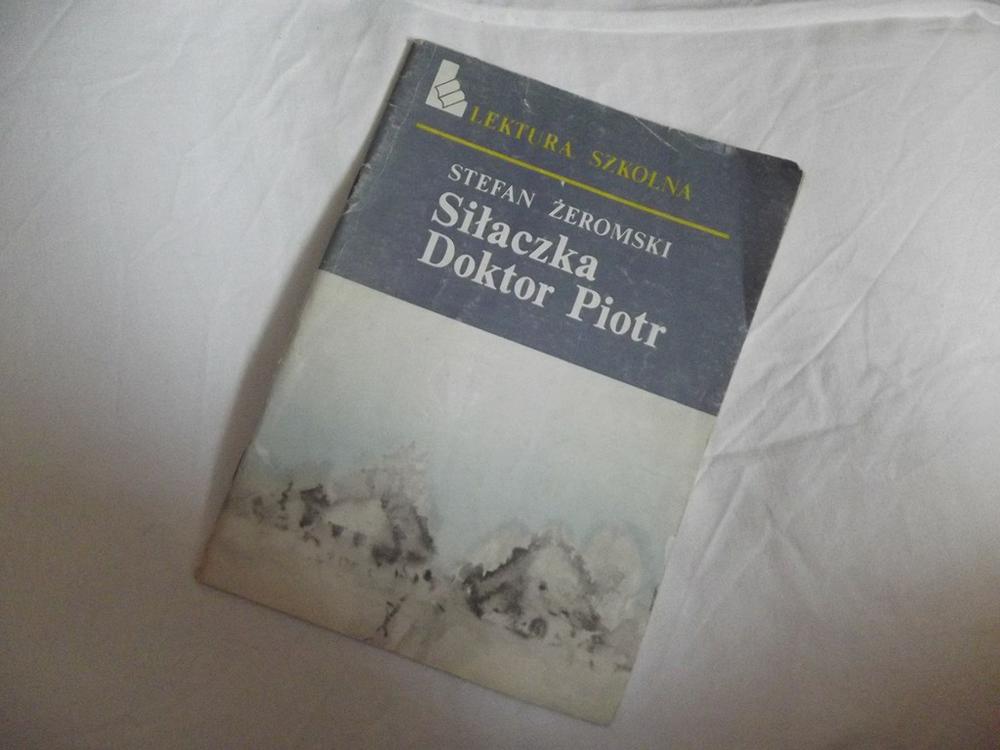 LEKTURA SZKOLNA
STEFAN ŻEROMSKI
Siłaczka
Doktor Piotr